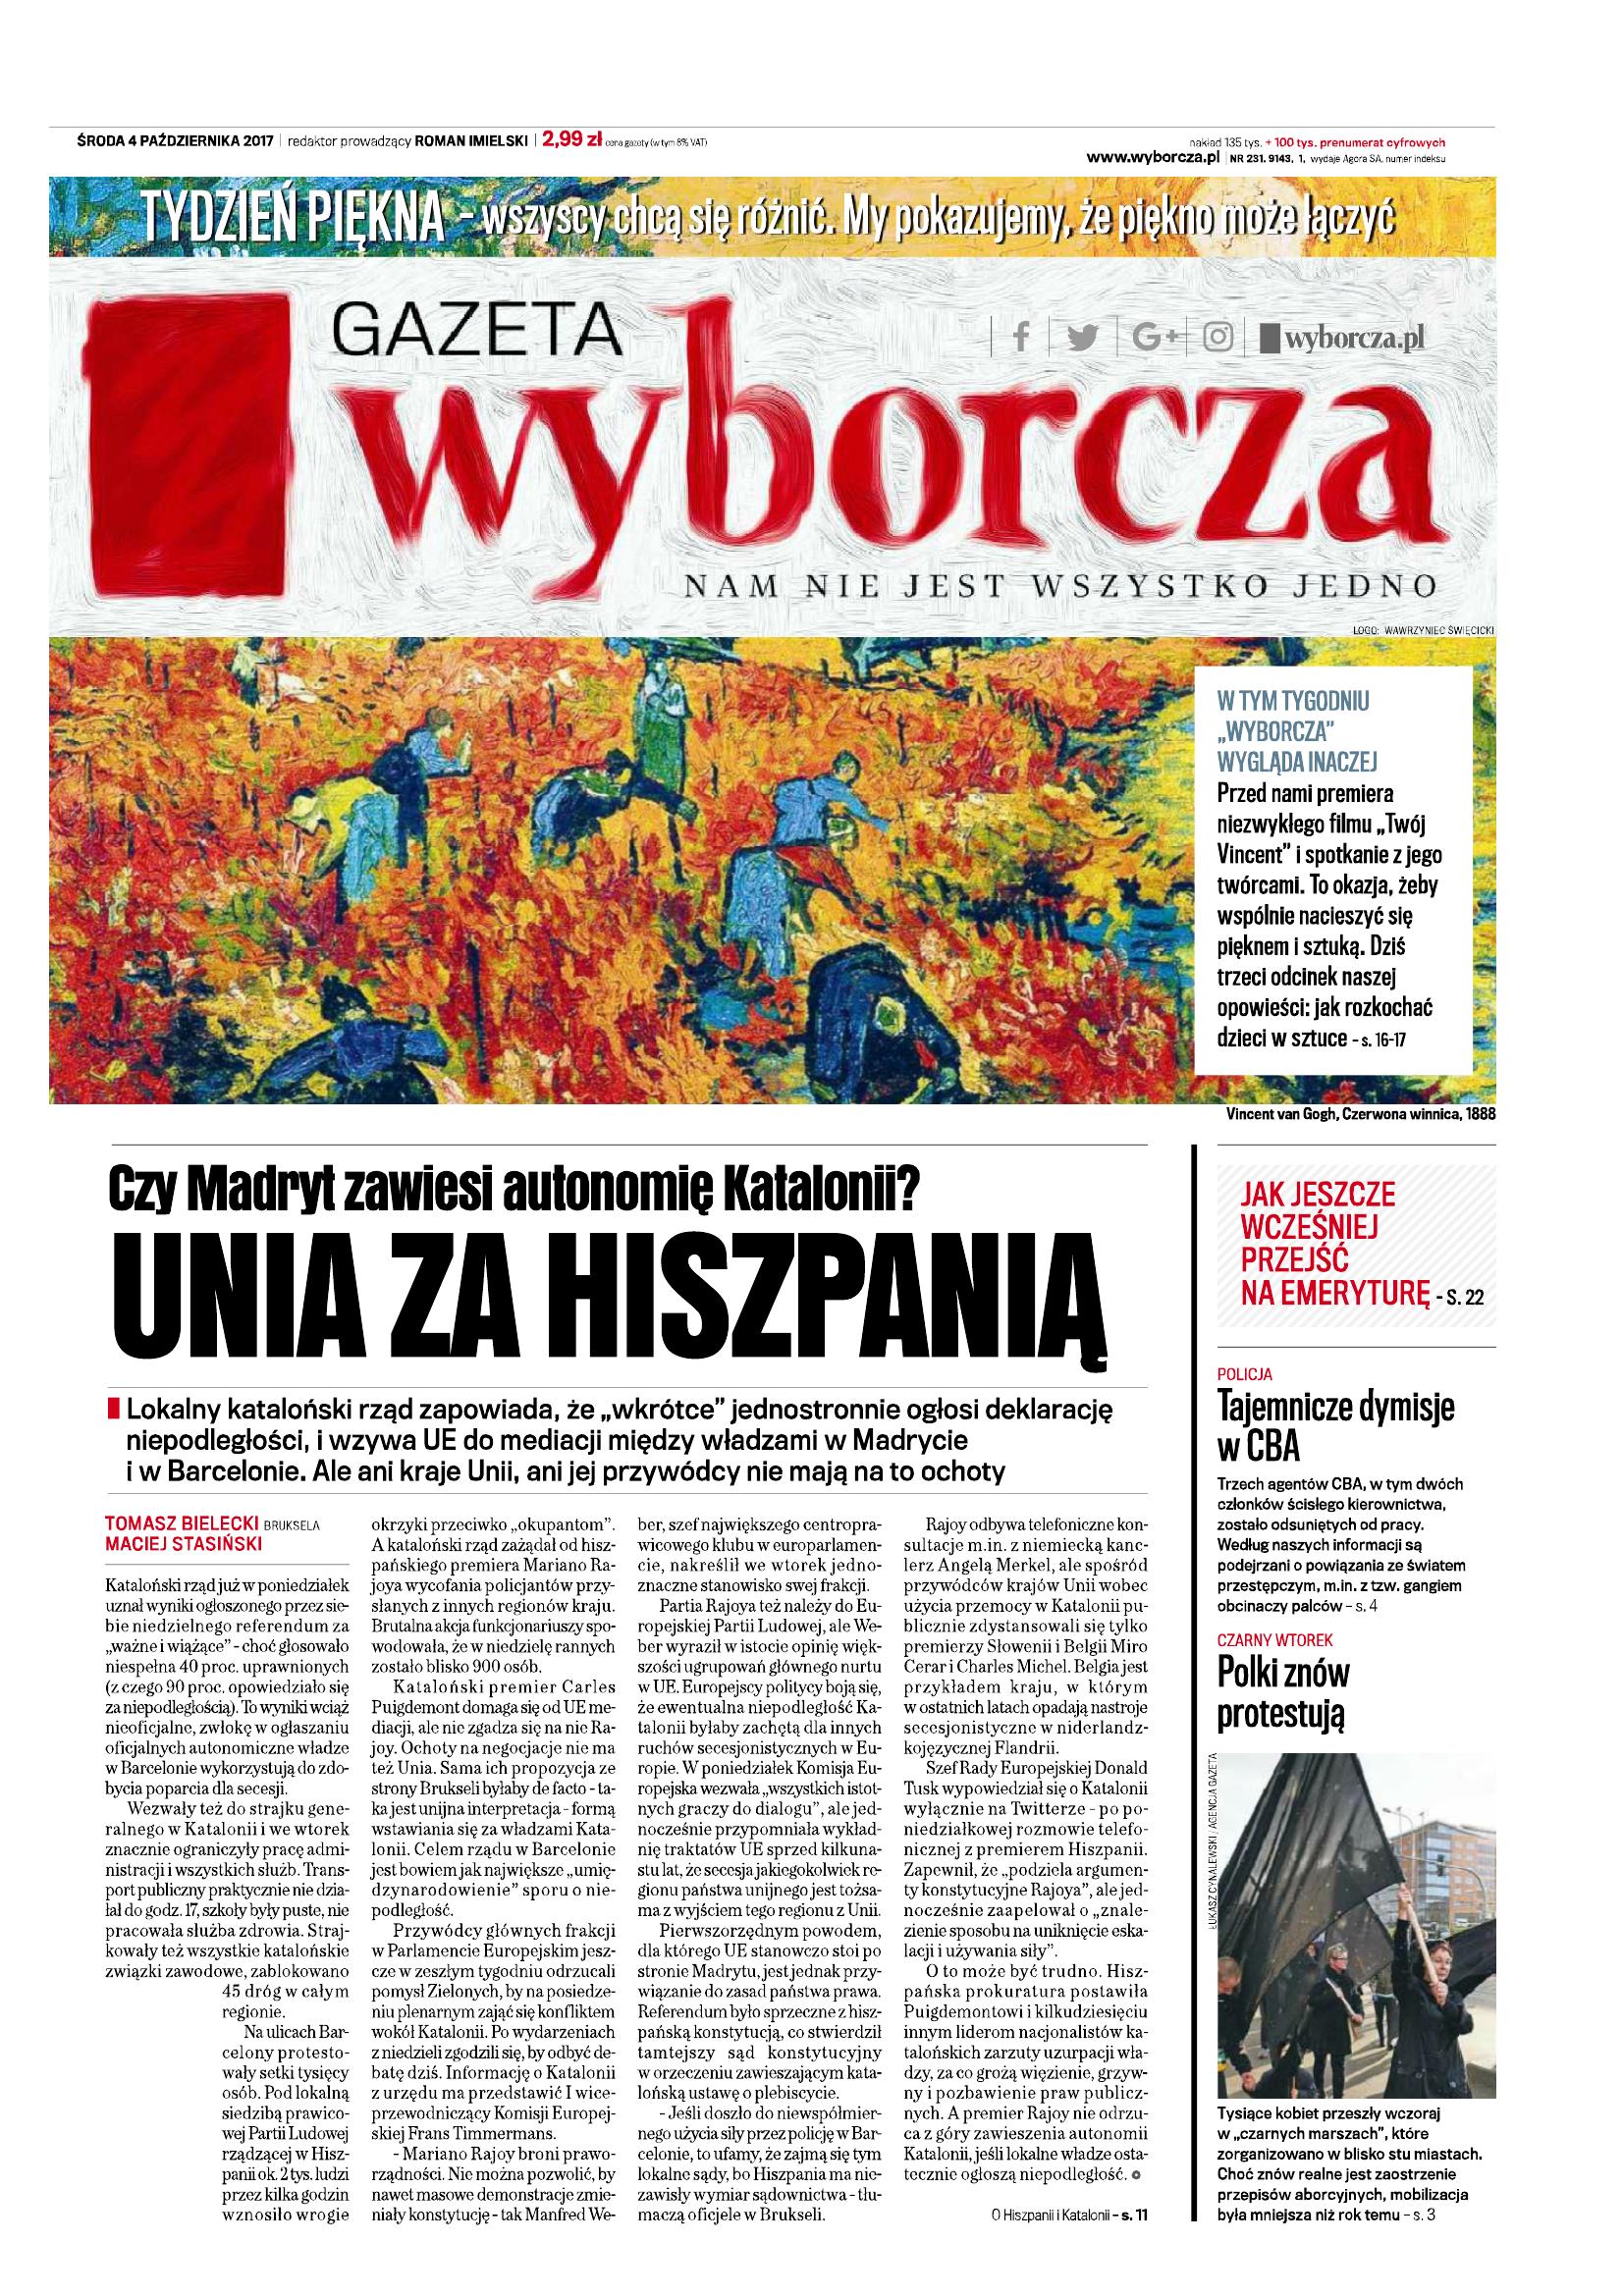 ŚRODA 4 PAŹDZIERNIKA 2017 | redaktor prowadzący ROMAN IMIELSKI | 2,99 zł cena gazety (w tym 8% VAT)
nakład 135 tys. + 100 tys. prenumerat cyfrowych
www.wyborcza.pl | NR 231. 9143. 1, wydaje Agora SA, numer indeksu
TYDZIEŃ PIĘKNA - wszyscy chcą się różnić. My pokazujemy, że piękno może łączyć
GAZETA
wyborcza.pl
wyborcza
NAM NIE JEST WSZYSTKO JEDNO
LOGO: WAWRZYNIEC ŚWIĘCICKI
W TYM TYGODNIU
„WYBORCZA”
WYGLĄDA INACZEJ
Przed nami premiera
niezwykłego filmu „Twój
Vincent” i spotkanie z jego
twórcami. To okazja, żeby
wspólnie nacieszyć się
pięknem i sztuką. Dziś
trzeci odcinek naszej
opowieści: jak rozkochać
dzieci w sztuce – s. 16-17
Vincent van Gogh, Czerwona winnica, 1888
Czy Madryt zawiesi autonomię Katalonii?
UNIA ZA HISZPANIĄ
Lokalny kataloński rząd zapowiada, że „wkrótce” jednostronnie ogłosi deklarację
niepodległości, i wzywa UE do mediacji między władzami w Madrycie
i w Barcelonie. Ale ani kraje Unii, ani jej przywódcy nie mają na to ochoty
TOMASZ BIELECKI BRUKSELA
MACIEJ STASIŃSKI
Kataloński rząd już w poniedziałek
uznał wyniki ogłoszonego przez sie-
bie niedzielnego referendum za
„ważne i wiążące” - choć głosowało
niespełna 40 proc. uprawnionych
(z czego 90 proc. opowiedziało się
za niepodległością). To wyniki wciąż
nieoficjalne, zwłokę w ogłaszaniu
oficjalnych autonomiczne władze
w Barcelonie wykorzystują do zdo-
bycia poparcia dla secesji.
Wezwały też do strajku gene-
ralnego w Katalonii i we wtorek
znacznie ograniczyły pracę admi-
nistracji i wszystkich służb. Trans-
port publiczny praktycznie nie dzia-
łał do godz. 17, szkoły były puste, nie
pracowała służba zdrowia. Straj-
kowały też wszystkie katalońskie
związki zawodowe, zablokowano
45 dróg w całym
regionie.
Na ulicach Bar-
celony protesto-
wały setki tysięcy
osób. Pod lokalną
siedzibą prawico-
wej Partii Ludowej
rządzącej w Hisz-
panii ok. 2 tys. ludzi
przez kilka godzin
wznosiło wrogie
okrzyki przeciwko „okupantom”.
A kataloński rząd zażądał od hisz-
pańskiego premiera Mariano Ra-
joya wycofania policjantów przy-
słanych z innych regionów kraju.
Brutalna akcja funkcjonariuszy spo-
wodowała, że w niedzielę rannych
zostało blisko 900 osób.
Kataloński premier Carles
Puigdemont domaga się od UE me-
diacji, ale nie zgadza się na nie Ra-
joy. Ochoty na negocjacje nie ma
też Unia. Sama ich propozycja ze
strony Brukseli byłaby de facto - ta-
ka jest unijna interpretacja - formą
wstawiania się za władzami Kata-
lonii. Celem rządu w Barcelonie
jest bowiem jak największe „umię-
dzynarodowienie” sporu o nie-
podległość.
Przywódcy głównych frakcji
w Parlamencie Europejskim jesz-
cze w zeszłym tygodniu odrzucali
pomysł Zielonych, by na posiedze-
niu plenarnym zająć się konfliktem
wokół Katalonii. Po wydarzeniach
z niedzieli zgodzili się, by odbyć de-
batę dziś. Informację o Katalonii
z urzędu ma przedstawić I wice-
przewodniczący Komisji Europej-
skiej Frans Timmermans.
- Mariano Rajoy broni prawo-
rządności. Nie można pozwolić, by
nawet masowe demonstracje zmie-
niały konstytucję - tak Manfred We-
ber, szef największego centropra-
wicowego klubu w europarlamen-
cie, nakreślił we wtorek jedno-
znaczne stanowisko swej frakcji.
Partia Rajoya też należy do Eu-
ropejskiej Partii Ludowej, ale We-
ber wyraził w istocie opinię więk-
szości ugrupowań głównego nurtu
w UE. Europejscy politycy boją się,
że ewentualna niepodległość Ka-
talonii byłaby zachętą dla innych
ruchów secesjonistycznych w Eu-
ropie. W poniedziałek Komisja Eu-
ropejska wezwała „wszystkich istot-
nych graczy do dialogu”, ale jed-
nocześnie przypomniała wykład-
nię traktatów UE sprzed kilkuna-
stu lat, że secesja jakiegokolwiek re-
gionu państwa unijnego jest tożsa-
ma z wyjściem tego regionu z Unii.
Pierwszorzędnym powodem,
dla którego UE stanowczo stoi po
stronie Madrytu, jest jednak przy-
wiązanie do zasad państwa prawa.
Referendum było sprzeczne z hisz-
pańską konstytucją, co stwierdził
tamtejszy sąd konstytucyjny
w orzeczeniu zawieszającym kata-
lońską ustawę o plebiscycie.
- Jeśli doszło do niewspółmier-
nego użycia siły przez policję w Bar-
celonie, to ufamy, że zajmą się tym
lokalne sądy, bo Hiszpania ma nie-
zawisły wymiar sądownictwa - tłu-
maczą oficjele w Brukseli.
Rajoy odbywa telefoniczne kon-
sultacje m.in. z niemiecką kanc-
lerz Angelą Merkel, ale spośród
przywódców krajów Unii wobec
użycia przemocy w Katalonii pu-
blicznie zdystansowali się tylko
premierzy Słowenii i Belgii Miro
Cerar i Charles Michel. Belgia jest
przykładem kraju, w którym
w ostatnich latach opadają nastroje
secesjonistyczne w niderlandz-
kojęzycznej Flandrii.
Szef Rady Europejskiej Donald
Tusk wypowiedział się o Katalonii
wyłącznie na Twitterze - po po-
niedziałkowej rozmowie telefo-
nicznej z premierem Hiszpanii.
Zapewnił, że „podziela argumen-
ty konstytucyjne Rajoya”, ale jed-
nocześnie zaapelował o „znale-
zienie sposobu na uniknięcie eska-
lacji i używania siły”.
O to może być trudno. Hisz-
pańska prokuratura postawiła
Puigdemontowi i kilkudziesięciu
innym liderom nacjonalistów ka-
talońskich zarzuty uzurpacji wła-
dzy, za co grożą więzienie, grzyw-
ny i pozbawienie praw publicz-
nych. A premier Rajoy nie odrzu-
ca z góry zawieszenia autonomii
Katalonii, jeśli lokalne władze osta-
tecznie ogłoszą niepodległość.
O Hiszpanii i Katalonii – s. 11
JAK JESZCZE
WCZEŚNIEJ
PRZEJŚĆ
NA EMERYTURĘ - S. 22
POLICJA
Tajemnicze dymisje
w CBA
Trzech agentów CBA, w tym dwóch
członków ścisłego kierownictwa,
zostało odsuniętych od pracy.
Według naszych informacji są
podejrzani o powiązania ze światem
przestępczym, m.in. z tzw. gangiem
obcinaczy palców – s. 4
CZARNY WTOREK
Polki znów
protestują
ŁUKASZ CYNALEWSKI / AGENCJA GAZETA
Tysiące kobiet przeszły wczoraj
w „czarnych marszach”, które
zorganizowano w blisko stu miastach.
Choć znów realne jest zaostrzenie
przepisów aborcyjnych, mobilizacja
była mniejsza niż rok temu – s. 3